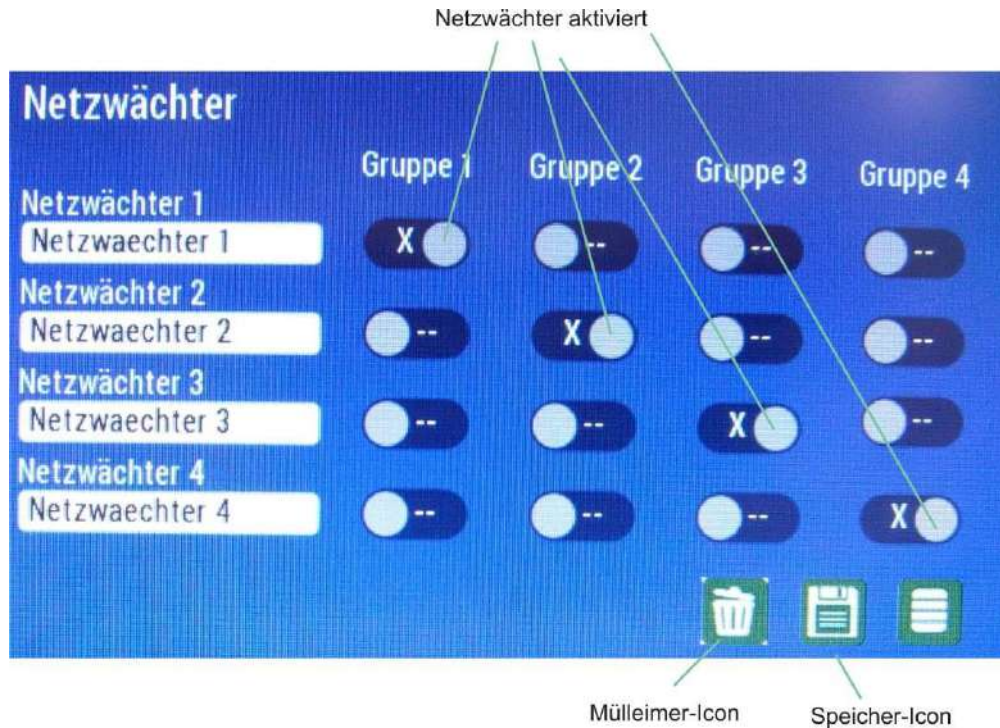 Netzwächter aktiviert
Netzwächter
Gruppe 1 Gruppe 2 Gruppe 3 Gruppe 4
Netzwächter 1
Netzwaechter 1 X -- -- --
Netzwächter 2
Netzwaechter 2 -- X -- --
Netzwächter 3
Netzwaechter 3 -- -- X --
Netzwächter 4
Netzwaechter 4 -- -- -- X
Mülleimer-Icon Speicher-Icon